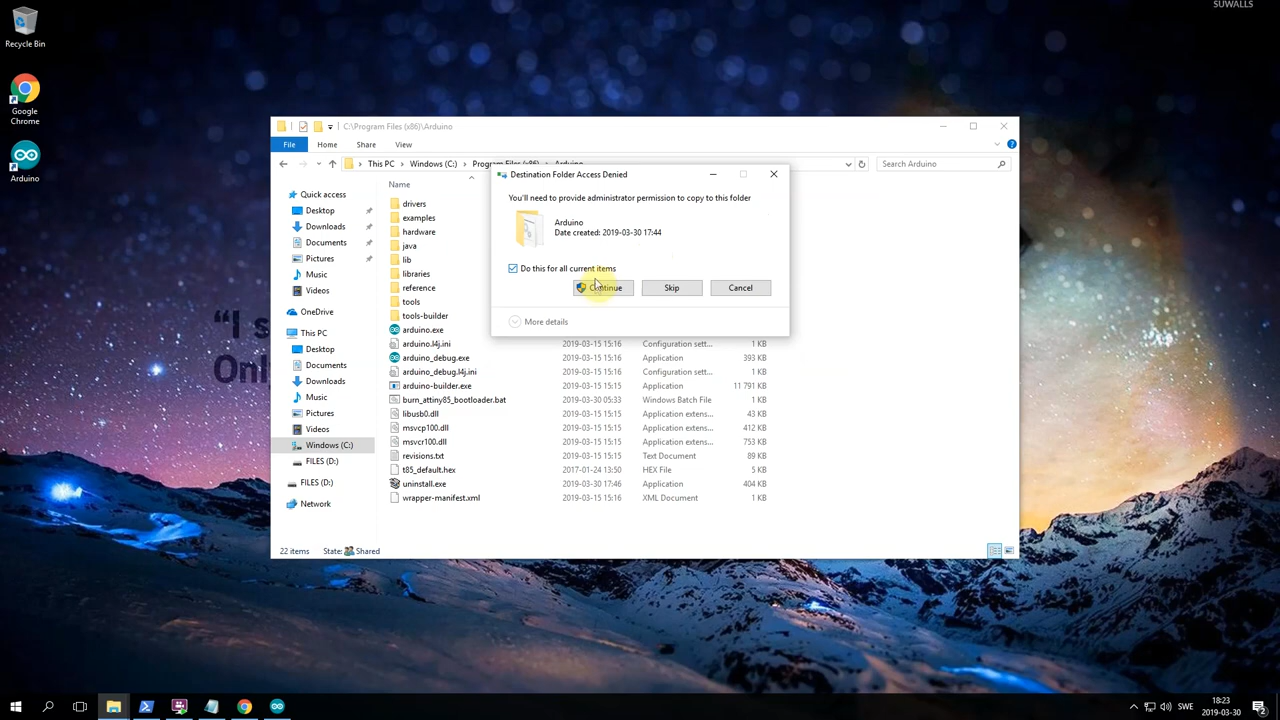 SUWALLS
Recycle Bin
Google
Chrome
Arduino
"I s
Onl
C:\Program Files (x86)\Arduino
File
Home
Share
View
This PC
Windows (C:)
Program Files (x86)
Arduino
Search Arduino
Quick access
Desktop
Downloads
Documents
Pictures
Music
Videos
OneDrive
This PC
Desktop
Documents
Downloads
Music
Pictures
Videos
Windows (C:)
FILES (D:)
FILES (D:)
Network
Name
drivers
examples
hardware
java
lib
libraries
reference
tools
tools-builder
arduino.exe
arduino.l4j.ini 2019-03-15 15:16 Configuration sett... 1 KB
arduino_debug.exe 2019-03-15 15:16 Application 393 KB
arduino_debug.l4j.ini 2019-03-15 15:16 Configuration sett... 1 KB
arduino-builder.exe 2019-03-15 15:15 Application 11 791 KB
burn_attiny85_bootloader.bat 2019-03-30 05:33 Windows Batch File 1 KB
libusb0.dll 2019-03-15 15:15 Application extens... 43 KB
msvcp100.dll 2019-03-15 15:15 Application extens... 412 KB
msvcr100.dll 2019-03-15 15:15 Application extens... 753 KB
revisions.txt 2019-03-15 15:15 Text Document 89 KB
t85_default.hex 2017-01-24 13:50 HEX File 5 KB
uninstall.exe 2019-03-30 17:46 Application 404 KB
wrapper-manifest.xml 2019-03-15 15:16 XML Document 1 KB
Destination Folder Access Denied
You'll need to provide administrator permission to copy to this folder
Arduino
Date created: 2019-03-30 17:44
Do this for all current items
Continue
Skip
Cancel
More details
22 items
State: Shared
SWE
18:23
2019-03-30
2